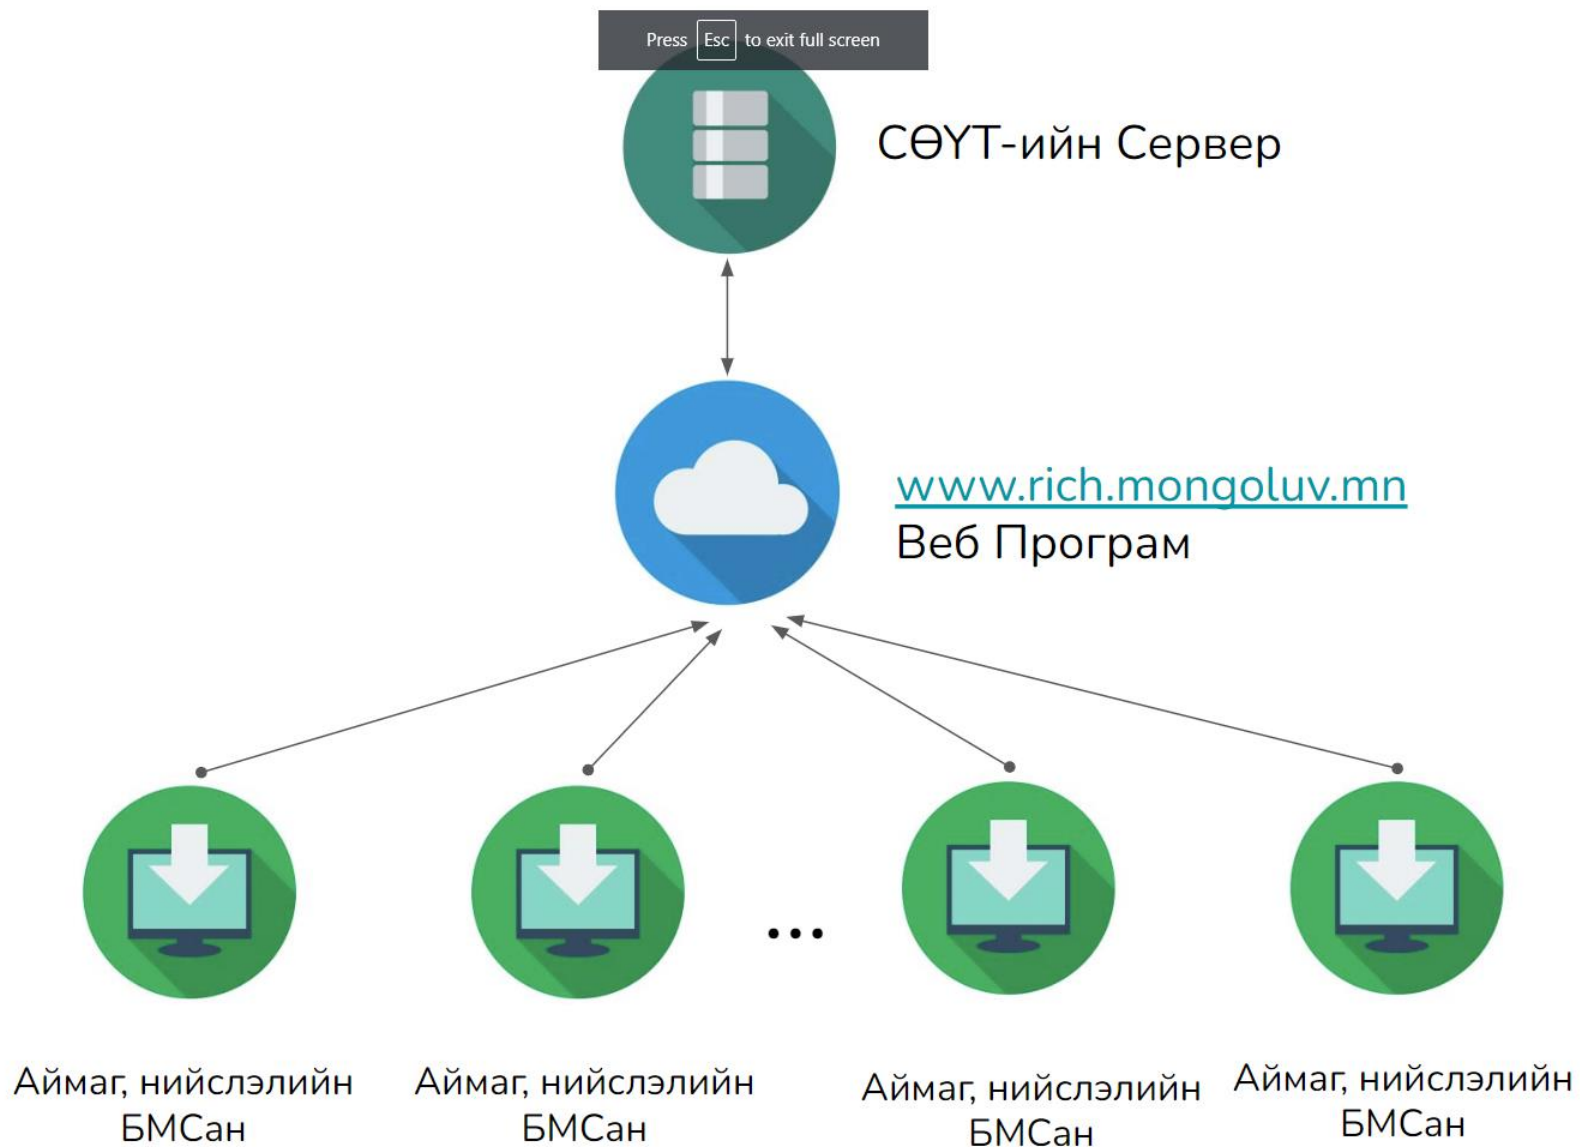 Press Esc to exit full screen
СӨҮТ-ийн Сервер
www.rich.mongoluv.mn
Веб Програм
...
Аймаг, нийслэлийн
БМСан
Аймаг, нийслэлийн
БМСан
Аймаг, нийслэлийн
БМСан
Аймаг, нийслэлийн
БМСан